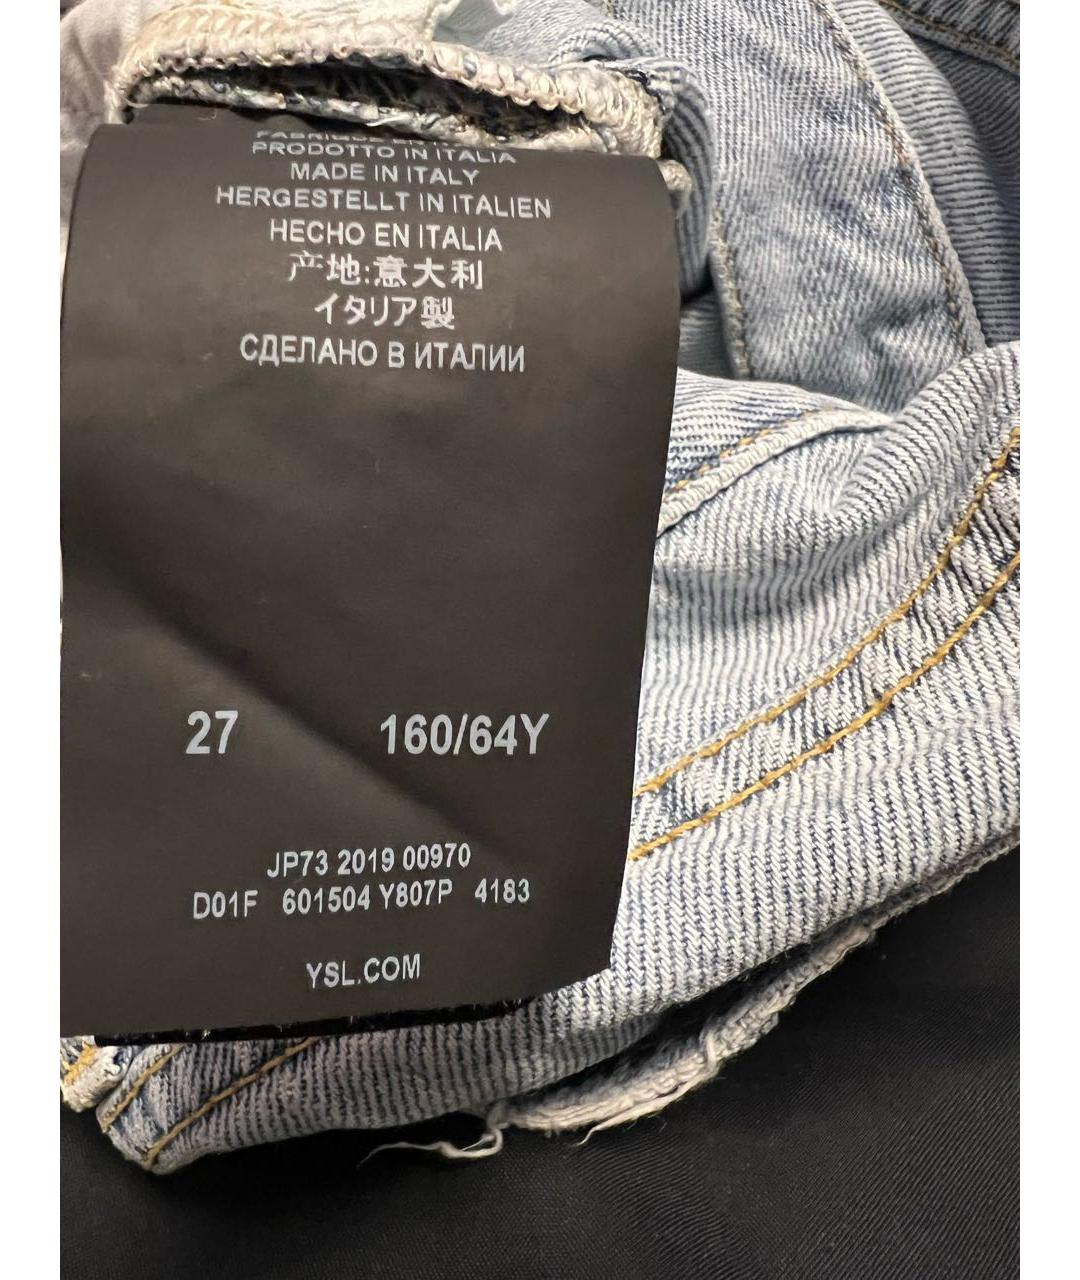 PRODOTTO IN ITALIA
MADE IN ITALY
HERGESTELLT IN ITALIEN
HECHO EN ITALIA
产地:意大利
イタリア製
СДЕЛАНО В ИТАЛИИ
27 160/64Y
JP73 2019 00970
D01F 601504 Y807P 4183
YSL.COM